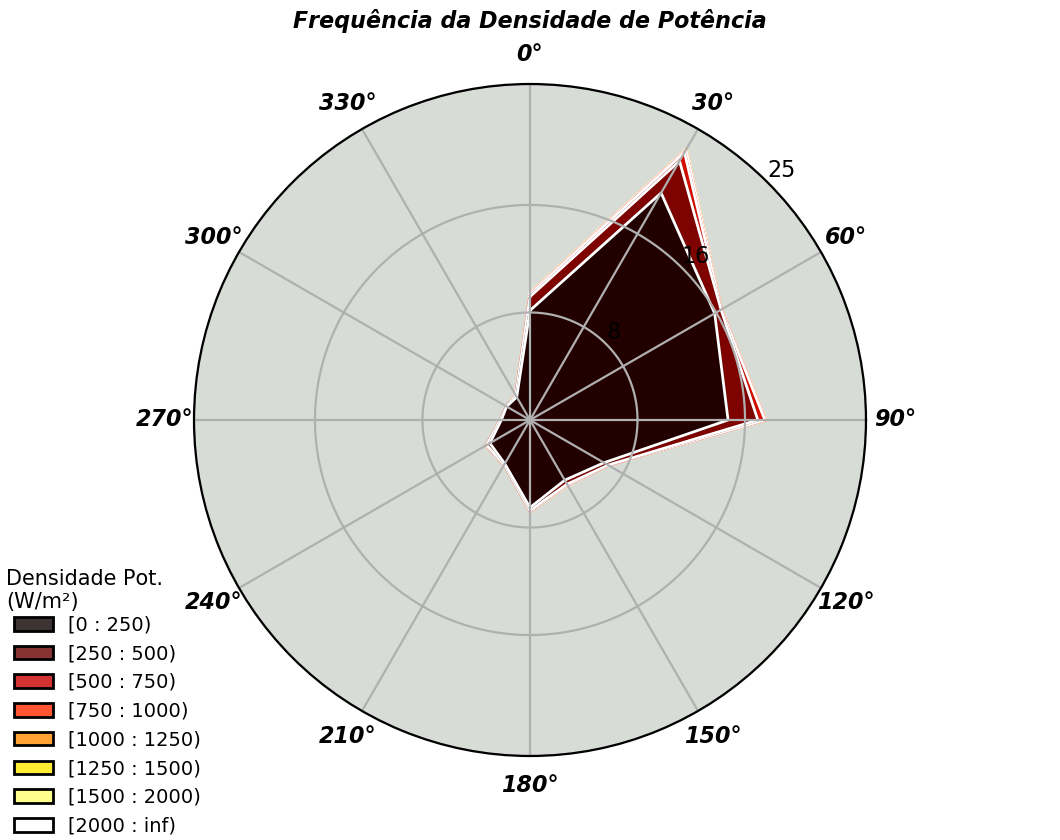 Frequência da Densidade de Potência
0°
330°
30°
25
300°
60°
16
8
270°
90°
240°
120°
210°
150°
180°
Densidade Pot.
(W/m²)
[0 : 250)
[250 : 500)
[500 : 750)
[750 : 1000)
[1000 : 1250)
[1250 : 1500)
[1500 : 2000)
[2000 : inf)